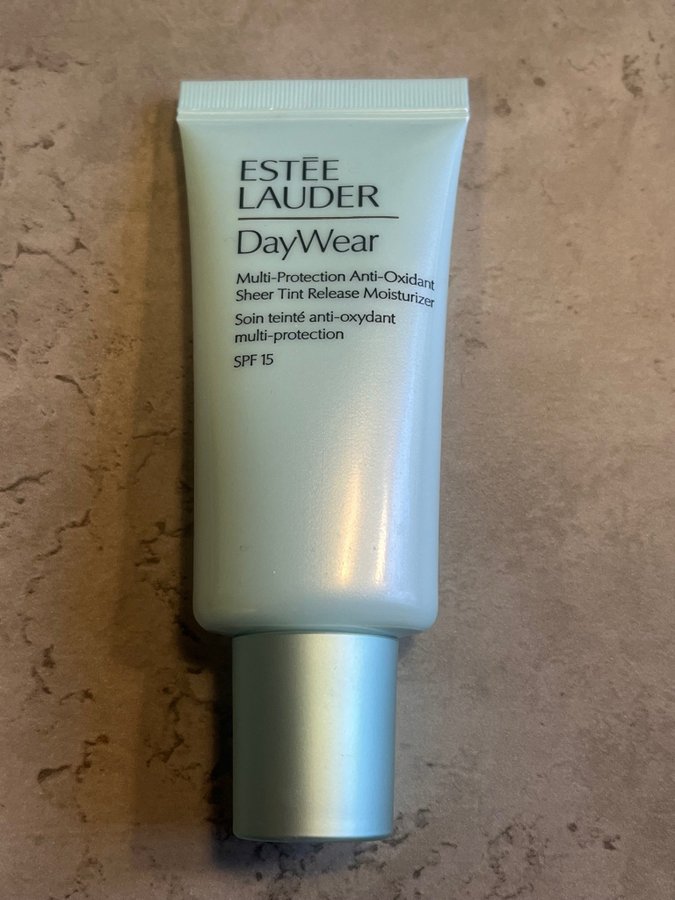 ESTĒE
LAUDER
DayWear
Multi-Protection Anti-Oxidant
Sheer Tint Release Moisturizer
Soin teinté anti-oxydant
multi-protection
SPF 15